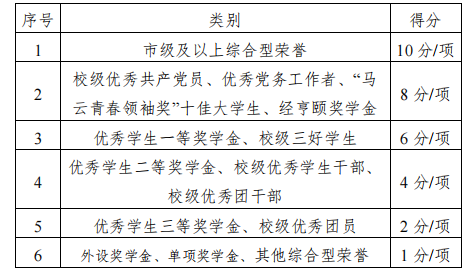 序号 类别 得分
1 市级及以上综合型荣誉 10 分/项
2 校级优秀共产党员、优秀党务工作者、“马
云青春领袖奖”十佳大学生、经亨颐奖学金 8 分/项
3 优秀学生一等奖学金、校级三好学生 6 分/项
4 优秀学生二等奖学金、校级优秀学生干部、
校级优秀团干部 4 分/项
5 优秀学生三等奖学金、校级优秀团员 2 分/项
6 外设奖学金、单项奖学金、其他综合型荣誉 1 分/项